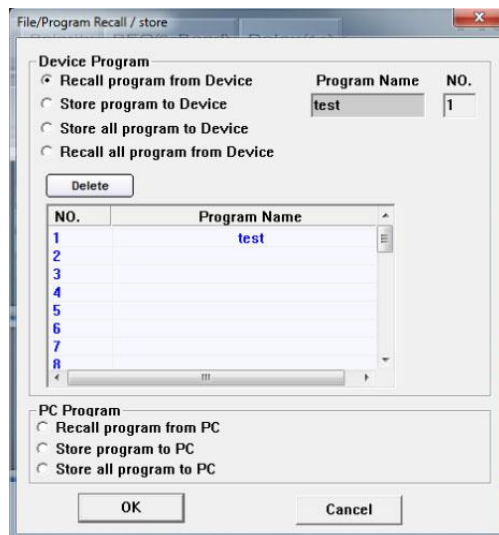 File/Program Recall / store
Device Program
Recall program from Device
Program Name
NO.
Store program to Device
test
1
Store all program to Device
Recall all program from Device
Delete
NO.
Program Name
1
test
2
3
4
5
6
7
8
PC Program
Recall program from PC
Store program to PC
Store all program to PC
OK
Cancel